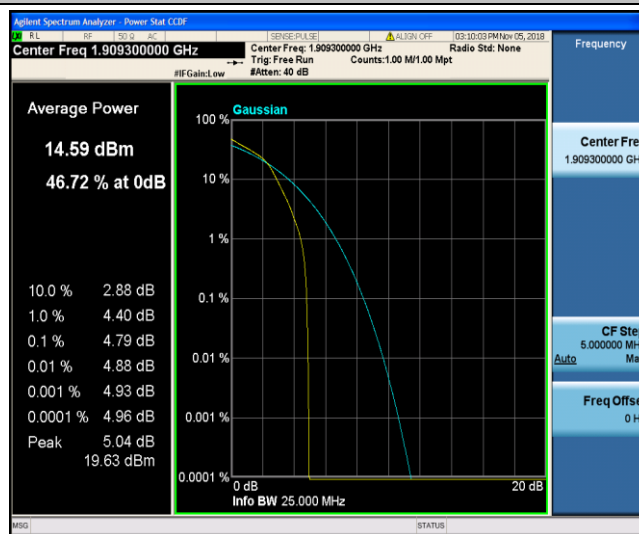 Agilent Spectrum Analyzer - Power Stat CCDF
RL RF 50 Ω AC SENSE:PULSE ALIGN OFF 03:10:03 PM Nov 05, 2018
Center Freq 1.909300000 GHz
Center Freq: 1.909300000 GHz Radio Std: None
Trig: Free Run Counts:1.00 M/1.00 Mpt
#IFGain:Low #Atten: 40 dB
Frequency
Average Power
14.59 dBm
46.72 % at 0dB
10.0 % 2.88 dB
1.0 % 4.40 dB
0.1 % 4.79 dB
0.01 % 4.88 dB
0.001 % 4.93 dB
0.0001 % 4.96 dB
Peak 5.04 dB
19.63 dBm
Gaussian
100 %
10 %
1 %
0.1 %
0.01 %
0.001 %
0.0001 %
0 dB 20 dB
Info BW 25.000 MHz
Center Fre
1.909300000 GH
CF Ste
5.000000 MH
Auto Ma
Freq Offse
0 H
MSG STATUS